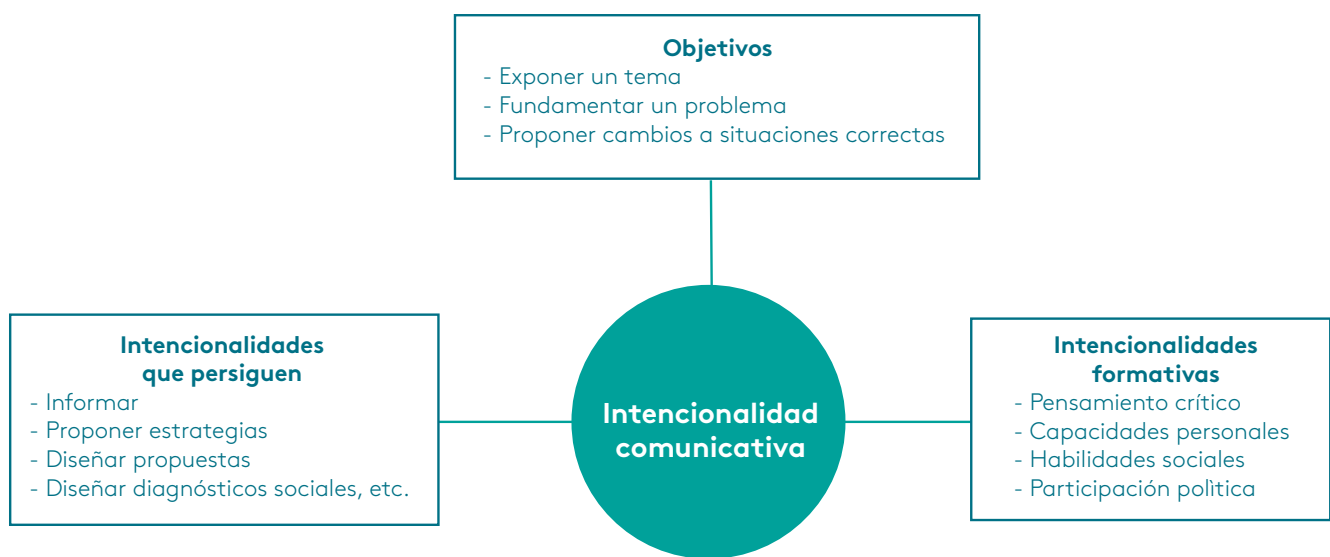 Objetivos
- Exponer un tema
- Fundamentar un problema
- Proponer cambios a situaciones correctas
Intencionalidades
que persiguen
- Informar
- Proponer estrategias
- Diseñar propuestas
- Diseñar diagnósticos sociales, etc.
Intencionalidad
comunicativa
Intencionalidades
formativas
- Pensamiento crítico
- Capacidades personales
- Habilidades sociales
- Participación polìtica